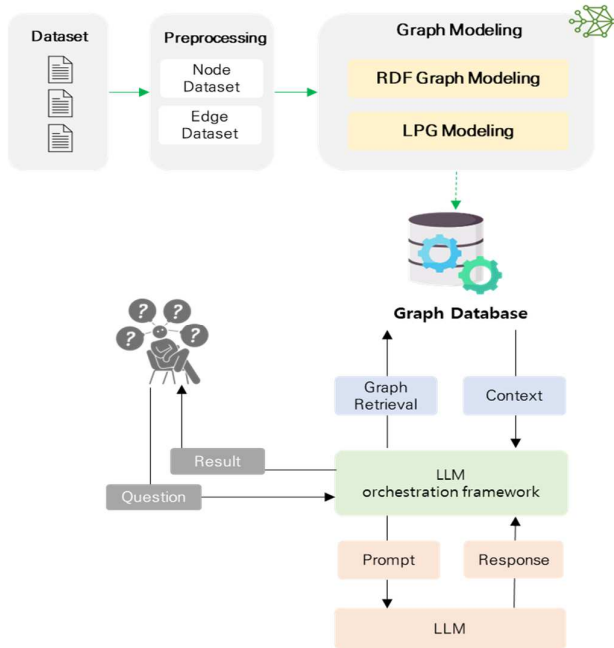 Dataset
Preprocessing
Node
Dataset
Edge
Dataset
Graph Modeling
RDF Graph Modeling
LPG Modeling
Graph Database
? ? ? ?
Graph
Retrieval
Context
Result
Question
LLM
orchestration framework
Prompt
Response
LLM